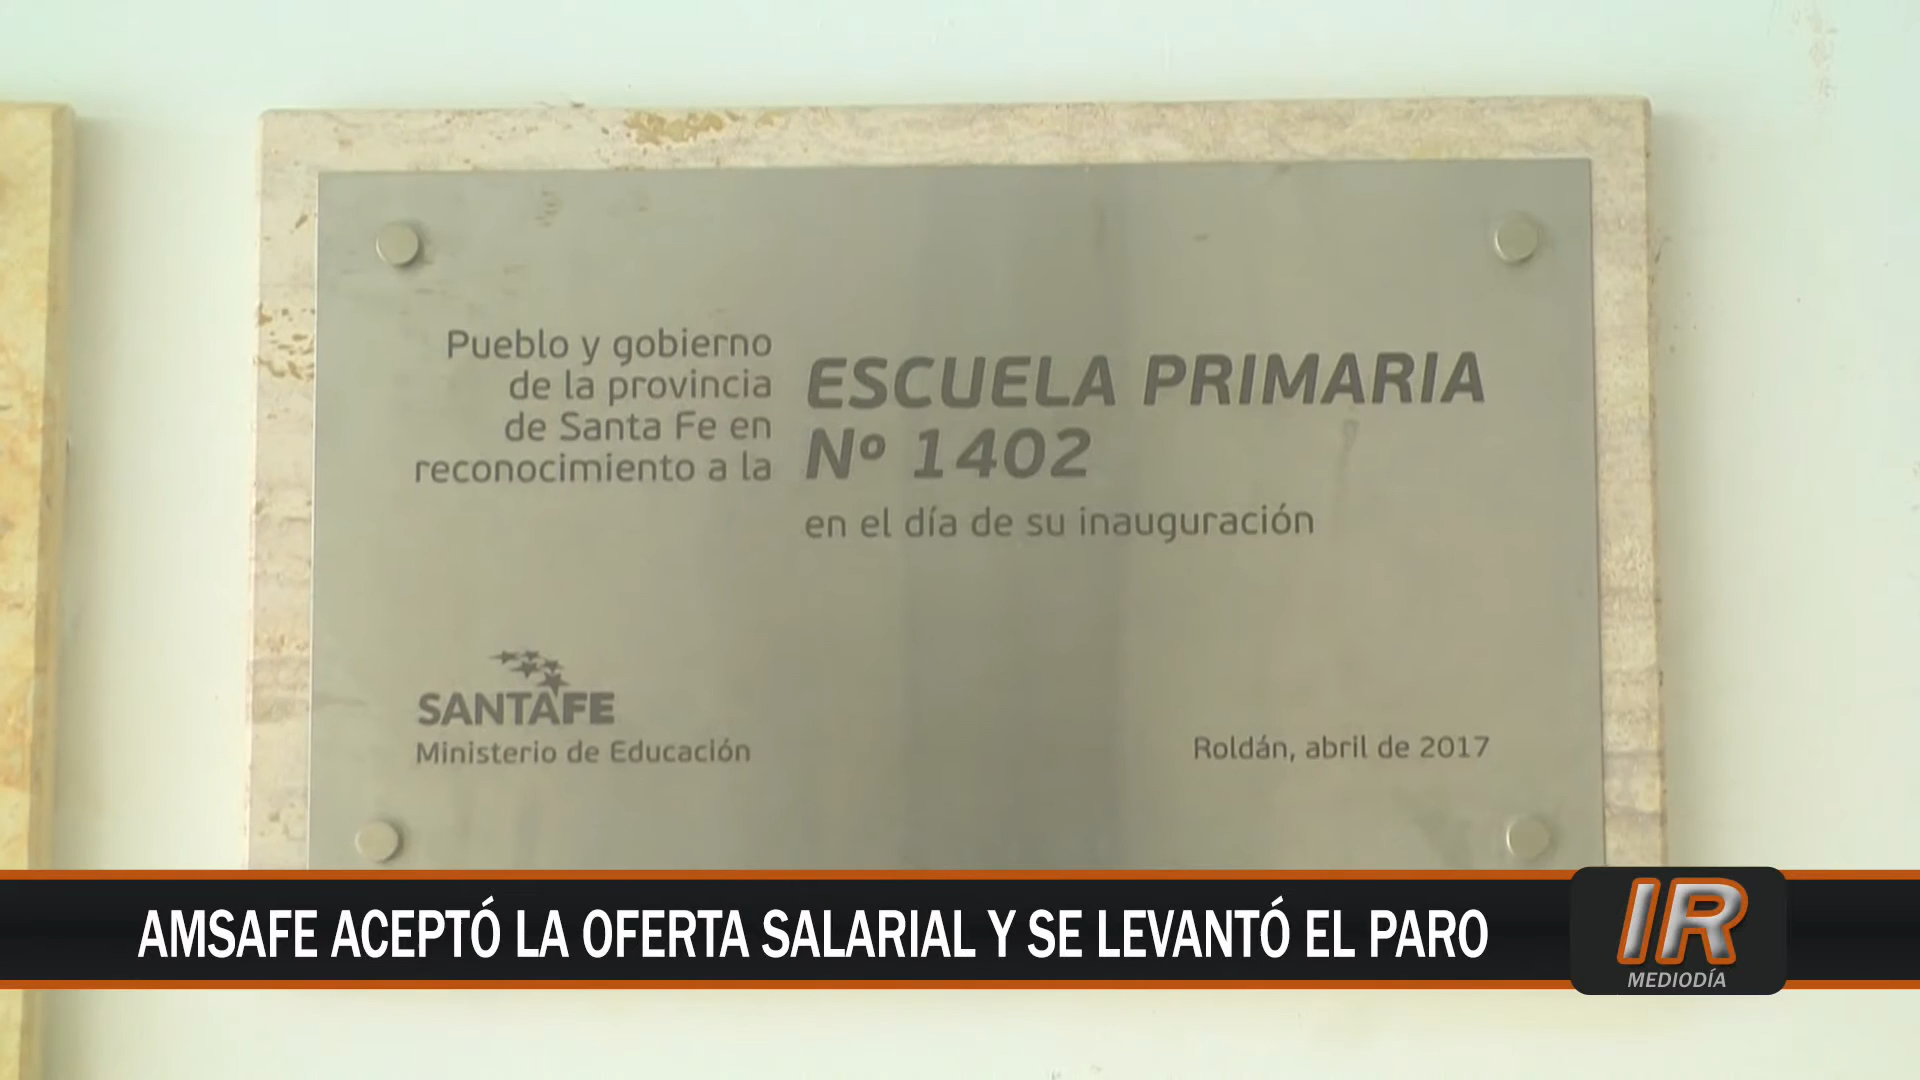 Pueblo y gobierno
de la provincia
de Santa Fe en
reconocimiento a la
ESCUELA PRIMARIA
Nº 1402
en el día de su inauguración
SANTAFE
Ministerio de Educación
Roldán, abril de 2017
AMSAFE ACEPTÓ LA OFERTA SALARIAL Y SE LEVANTÓ EL PARO
IR
MEDIODÍA